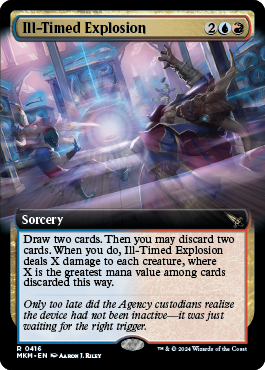 Ill-Timed Explosion 2
Sorcery
Draw two cards. Then you may discard two
cards. When you do, Ill-Timed Explosion
deals X damage to each creature, where
X is the greatest mana value among cards
discarded this way.
Only too late did the Agency custodians realize
the device had not been inactive—it was just
waiting for the right trigger.
R 0416
MKM • EN Aaron J. Riley
™ & © 2024 Wizards of the Coast